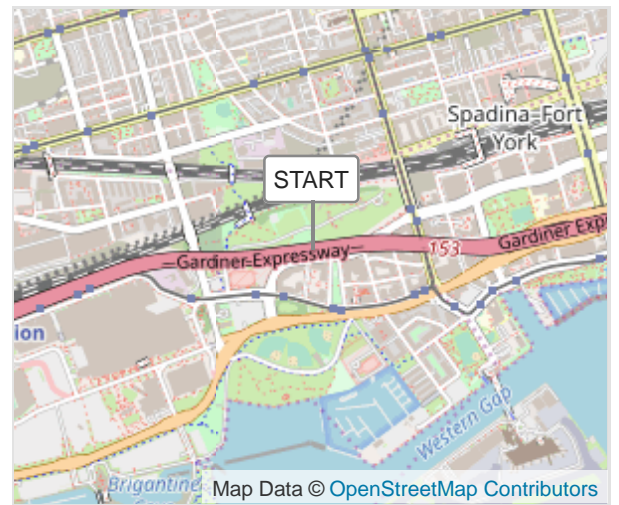 Spadina-Fort
York
START
Gardiner Expressway
153
Gardiner Exp
ion
Western Gap
Brigantine
Map Data © OpenStreetMap Contributors